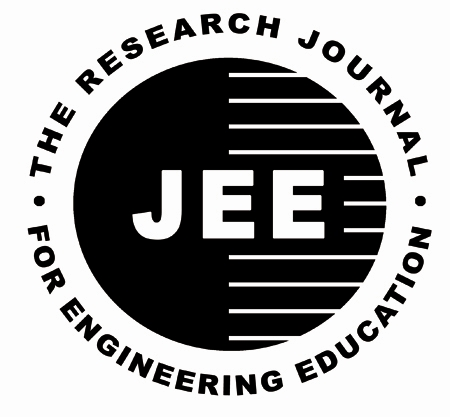 • THE RESEARCH JOURNAL •
JEE
FOR ENGINEERING EDUCATION